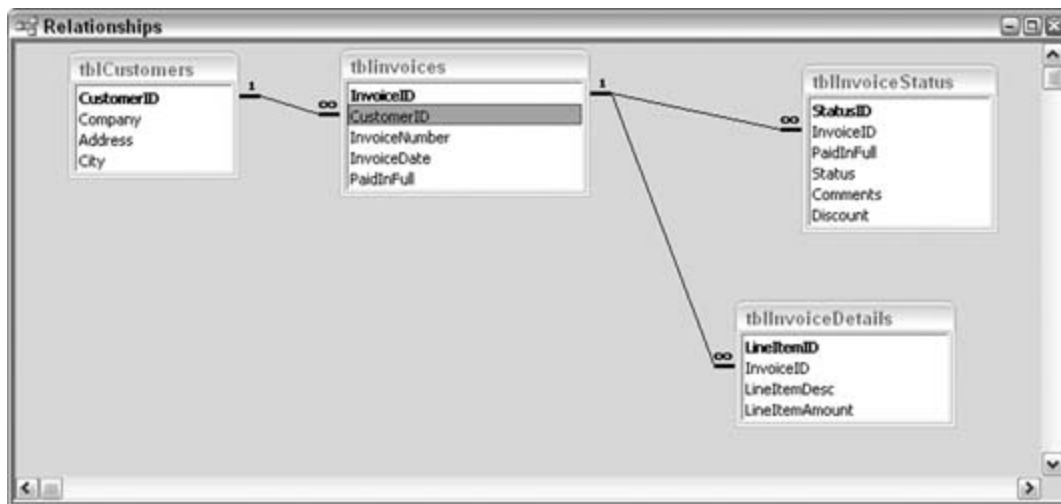 Relationships
tblCustomers
CustomerID
Company
Address
City
1
∞
tblinvoices
InvoiceID
CustomerID
InvoiceNumber
InvoiceDate
PaidInFull
1
∞
tblInvoiceStatus
StatusID
InvoiceID
PaidInFull
Status
Comments
Discount
∞
tblInvoiceDetails
LineItemID
InvoiceID
LineItemDesc
LineItemAmount